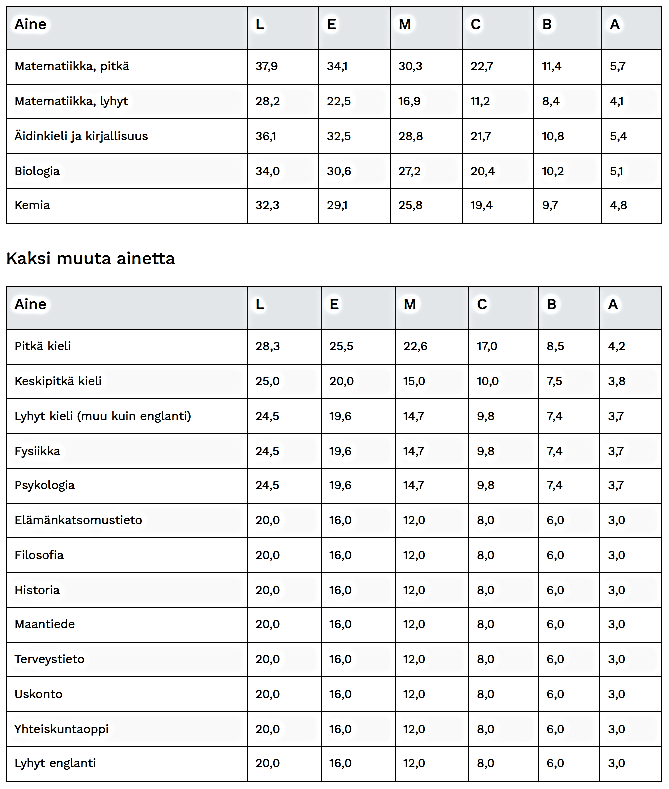 Aine L E M C B A
Matematiikka, pitkä 37,9 34,1 30,3 22,7 11,4 5,7
Matematiikka, lyhyt 28,2 22,5 16,9 11,2 8,4 4,1
Äidinkieli ja kirjallisuus 36,1 32,5 28,8 21,7 10,8 5,4
Biologia 34,0 30,6 27,2 20,4 10,2 5,1
Kemia 32,3 29,1 25,8 19,4 9,7 4,8
Kaksi muuta ainetta
Aine L E M C B A
Pitkä kieli 28,3 25,5 22,6 17,0 8,5 4,2
Keskipitkä kieli 25,0 20,0 15,0 10,0 7,5 3,8
Lyhyt kieli (muu kuin englanti) 24,5 19,6 14,7 9,8 7,4 3,7
Fysiikka 24,5 19,6 14,7 9,8 7,4 3,7
Psykologia 24,5 19,6 14,7 9,8 7,4 3,7
Elämänkatsomustieto 20,0 16,0 12,0 8,0 6,0 3,0
Filosofia 20,0 16,0 12,0 8,0 6,0 3,0
Historia 20,0 16,0 12,0 8,0 6,0 3,0
Maantiede 20,0 16,0 12,0 8,0 6,0 3,0
Terveystieto 20,0 16,0 12,0 8,0 6,0 3,0
Uskonto 20,0 16,0 12,0 8,0 6,0 3,0
Yhteiskuntaoppi 20,0 16,0 12,0 8,0 6,0 3,0
Lyhyt englanti 20,0 16,0 12,0 8,0 6,0 3,0